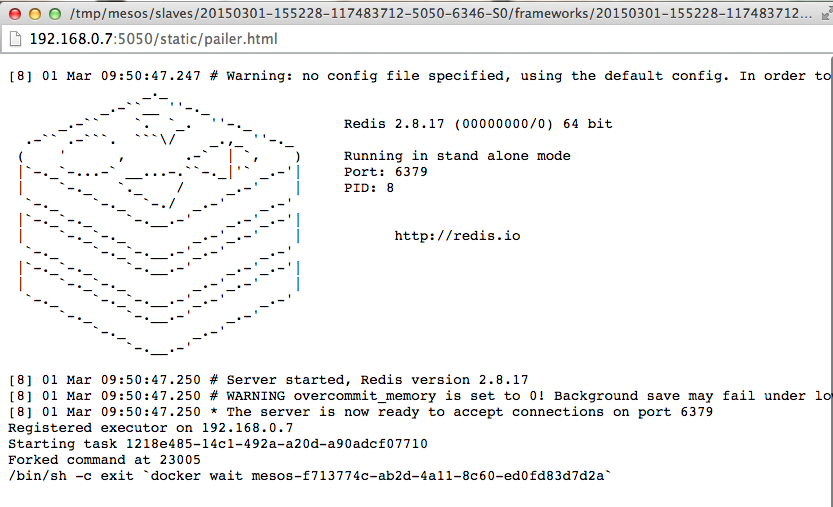 /tmp/mesos/slaves/20150301-155228-117483712-5050-6346-S0/frameworks/20150301-155228-117483712...
192.168.0.7:5050/static/pailer.html
[8] 01 Mar 09:50:47.247 # Warning: no config file specified, using the default config. In order to
Redis 2.8.17 (00000000/0) 64 bit
Running in stand alone mode
Port: 6379
PID: 8
http://redis.io
[8] 01 Mar 09:50:47.250 # Server started, Redis version 2.8.17
[8] 01 Mar 09:50:47.250 # WARNING overcommit_memory is set to 0! Background save may fail under lo
[8] 01 Mar 09:50:47.250 * The server is now ready to accept connections on port 6379
Registered executor on 192.168.0.7
Starting task 1218e485-14c1-492a-a20d-a90adcf07710
Forked command at 23005
/bin/sh -c exit `docker wait mesos-f713774c-ab2d-4a11-8c60-ed0fd83d7d2a`